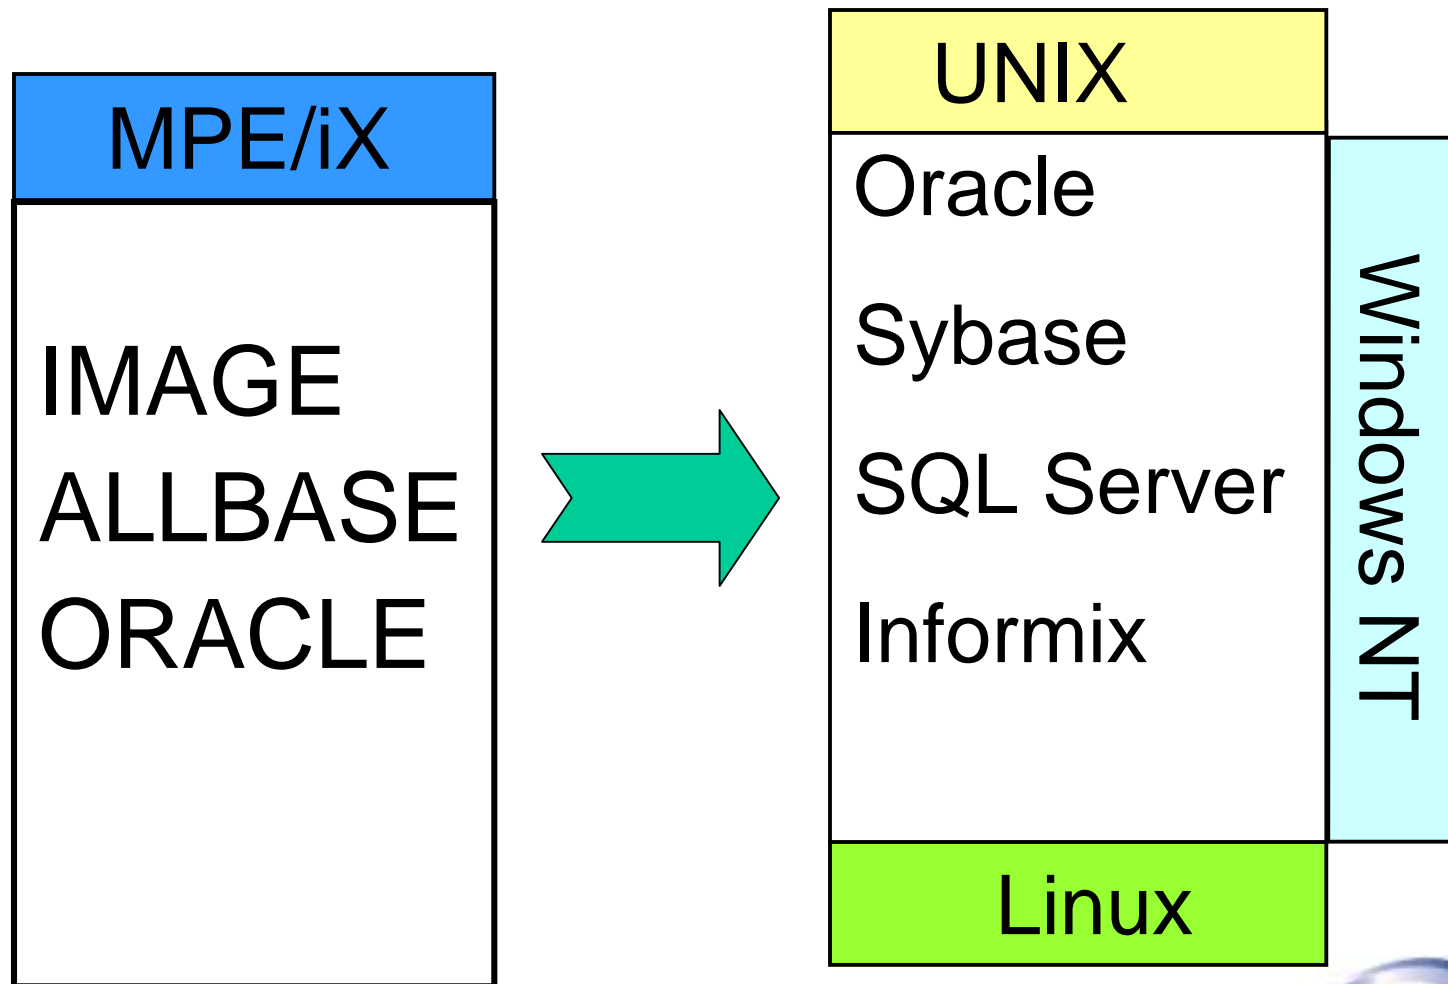 MPE/iX
IMAGE
ALLBASE
ORACLE
UNIX
Oracle
Sybase
SQL Server
Informix
Windows NT
Linux